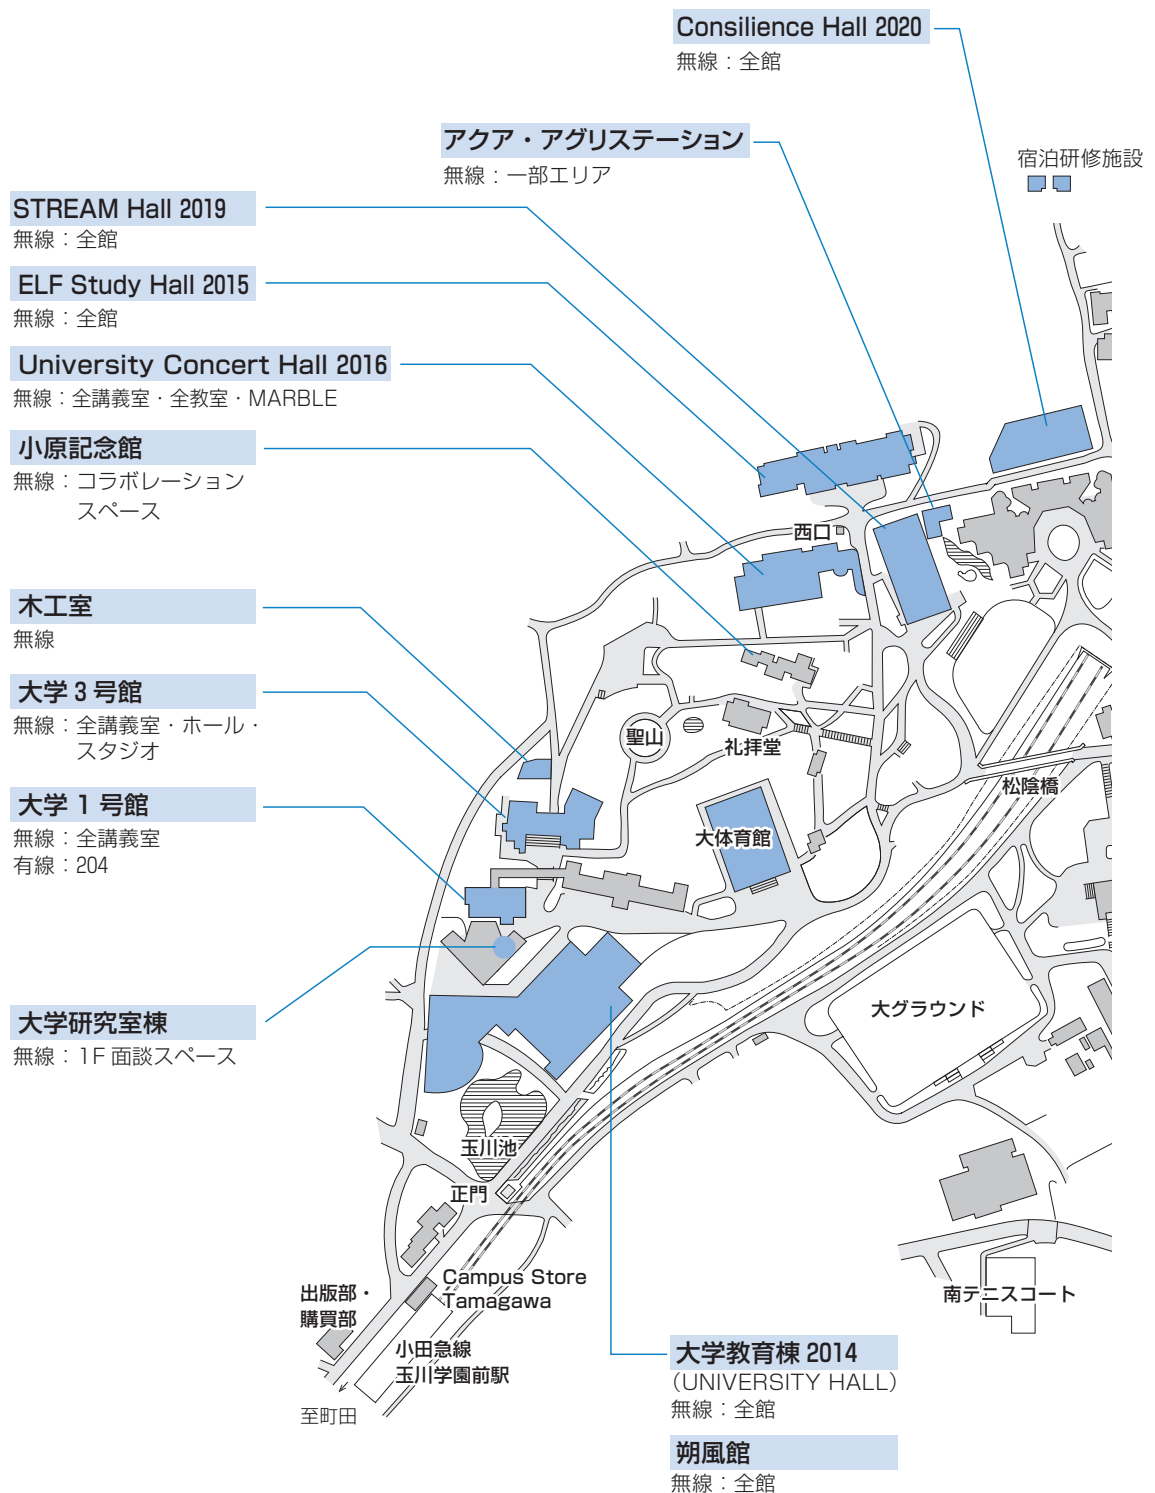 Consilience Hall 2020
無線：全館
アクア・アグリステーション
無線：一部エリア
宿泊研修施設
STREAM Hall 2019
無線：全館
ELF Study Hall 2015
無線：全館
University Concert Hall 2016
無線：全講義室・全教室・MARBLE
小原記念館
無線：コラボレーション
スペース
西口
木工室
無線
大学 3 号館
無線：全講義室・ホール・
スタジオ
聖山
礼拝堂
松陰橋
大学 1 号館
無線：全講義室
有線：204
大体育館
大学研究室棟
無線：1F 面談スペース
大グラウンド
玉川池
正門
Campus Store
Tamagawa
出版部・
購買部
南テニスコート
小田急線
玉川学園前駅
至町田
大学教育棟 2014
（UNIVERSITY HALL）
無線：全館
朔風館
無線：全館